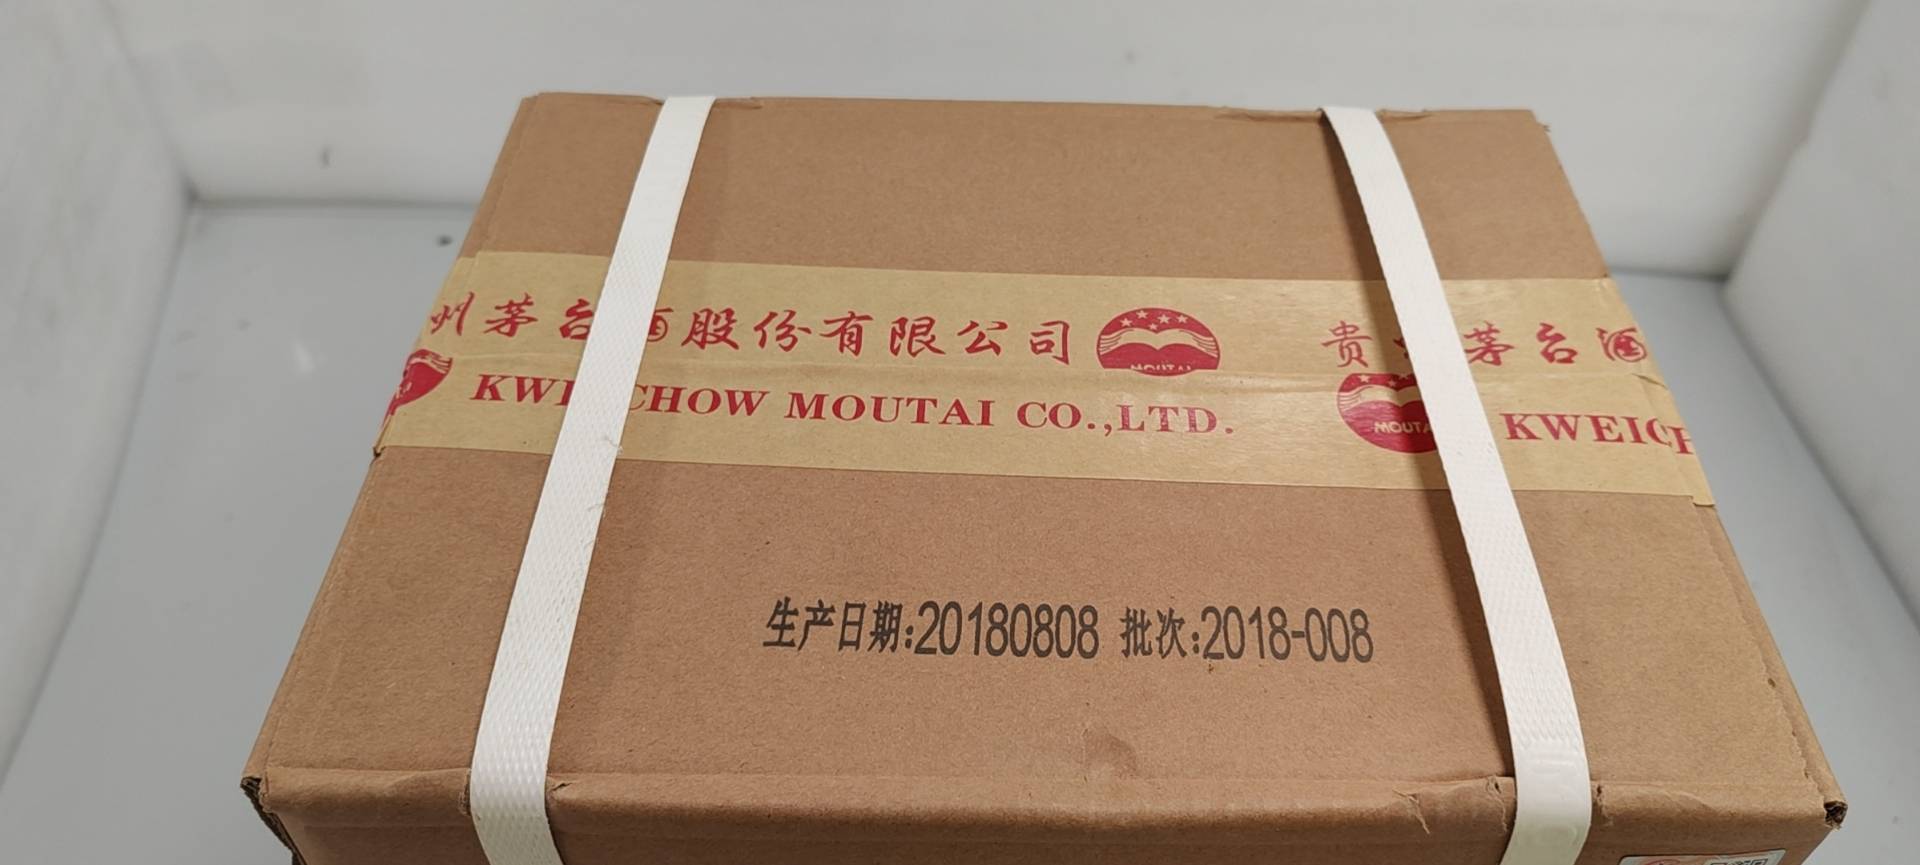 州茅台酒股份有限公司 MOUTAI 贵州茅台酒
KWEICHOW MOUTAI CO.,LTD. MOUTAI KWEICH
生产日期:20180808 批次:2018-008